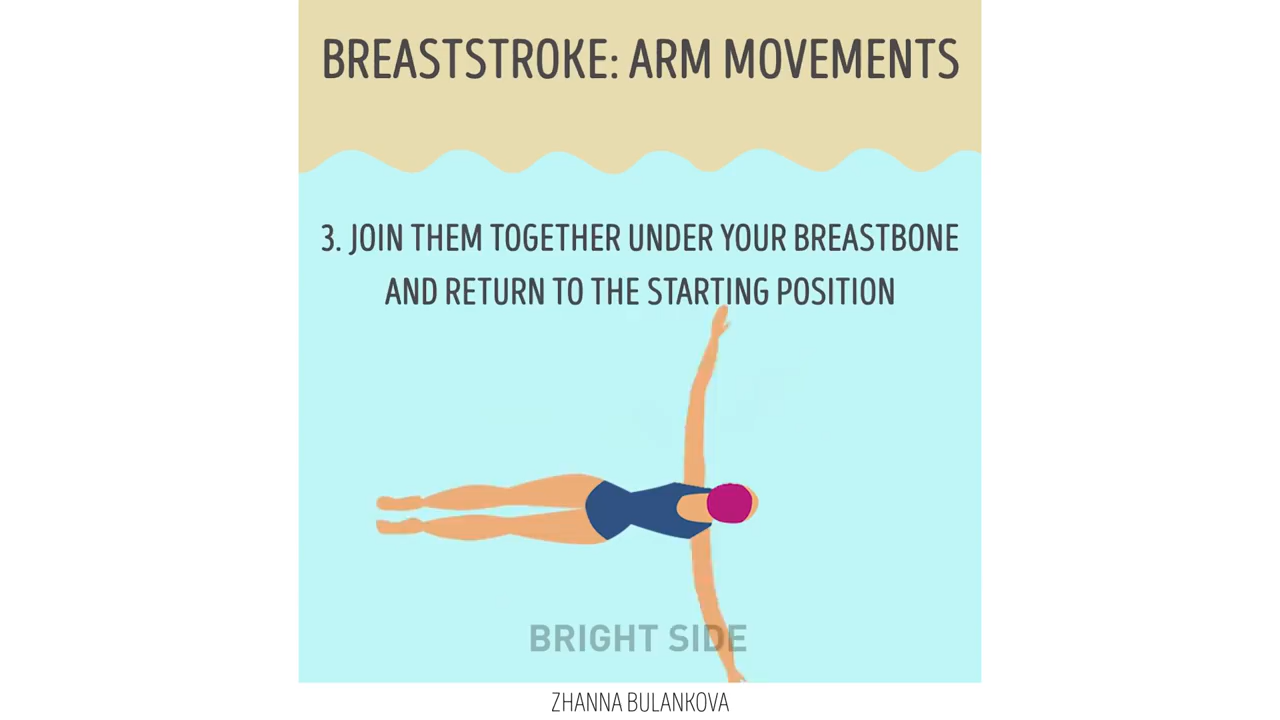 BREASTSTROKE: ARM MOVEMENTS
3. JOIN THEM TOGETHER UNDER YOUR BREASTBONE
AND RETURN TO THE STARTING POSITION
BRIGHT SIDE
ZHANNA BULANKOVA